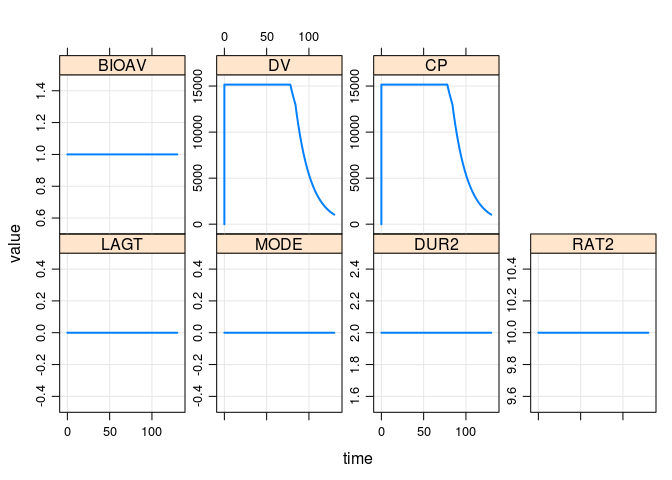 0 100
BIOAV DV CP
1.4 15000 15000
1.2 10000 10000
1.0
0.8 5000 5000
0.6 0 0
value
LAGT MODE DUR2 RAT2
0.4 0.4 2.4 10.4
0.2 0.2 2.2 10.2
0.0 0.0 2.0 10.0
-0.2 -0.2 1.8 9.8
-0.4 -0.4 1.6 9.6
0 50 100 0 50 100
time